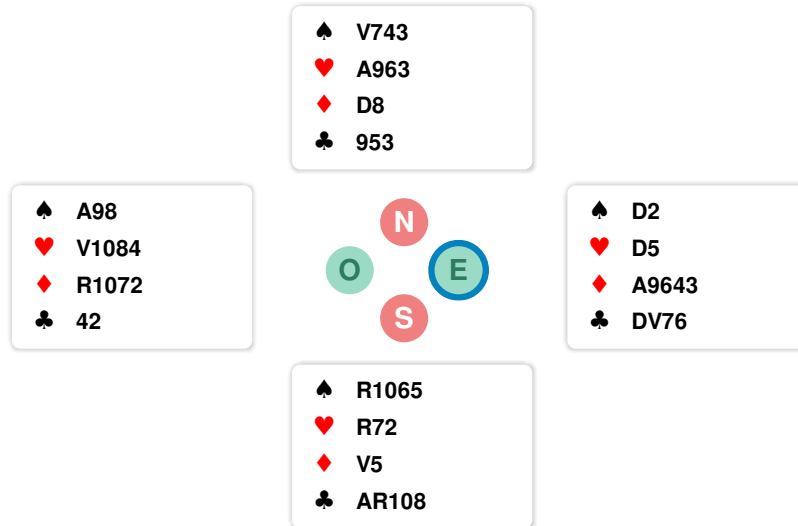 ♠ V743
♥ A963
♦ D8
♣ 953
♠ A98
♥ V1084
♦ R1072
♣ 42
N
O E
S
♠ D2
♥ D5
♦ A9643
♣ DV76
♠ R1065
♥ R72
♦ V5
♣ AR108